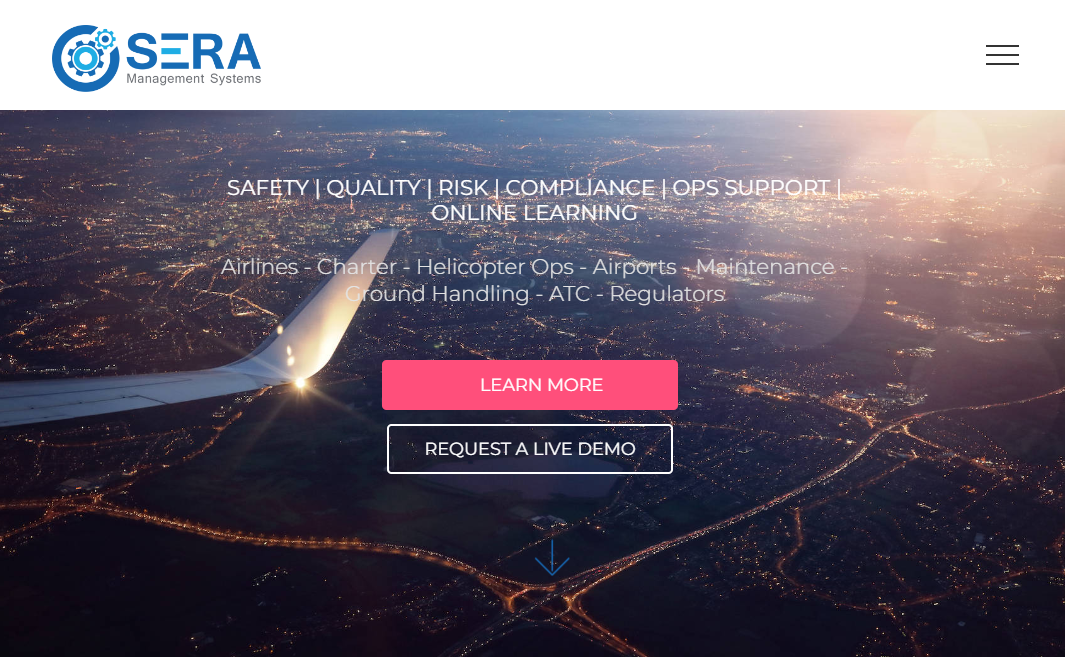 SERA
Management Systems
SAFETY | QUALITY | RISK | COMPLIANCE | OPS SUPPORT |
ONLINE LEARNING
Airlines - Charter - Helicopter Ops - Airports - Maintenance -
Ground Handling - ATC - Regulators
LEARN MORE
REQUEST A LIVE DEMO